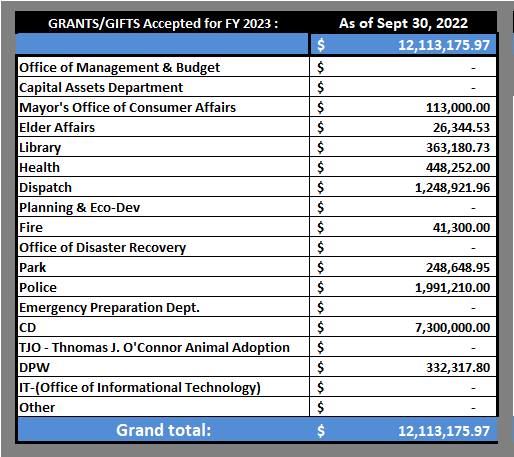 GRANTS/GIFTS Accepted for FY 2023 : As of Sept 30, 2022
$ 12,113,175.97
Office of Management & Budget $ -
Capital Assets Department $ -
Mayor's Office of Consumer Affairs $ 113,000.00
Elder Affairs $ 26,344.53
Library $ 363,180.73
Health $ 448,252.00
Dispatch $ 1,248,921.96
Planning & Eco-Dev $ -
Fire $ 41,300.00
Office of Disaster Recovery $ -
Park $ 248,648.95
Police $ 1,991,210.00
Emergency Preparation Dept. $ -
CD $ 7,300,000.00
TJO - Thnomas J. O'Connor Animal Adoption $ -
DPW $ 332,317.80
IT-(Office of Informational Technology) $ -
Other $ -
Grand total: $ 12,113,175.97